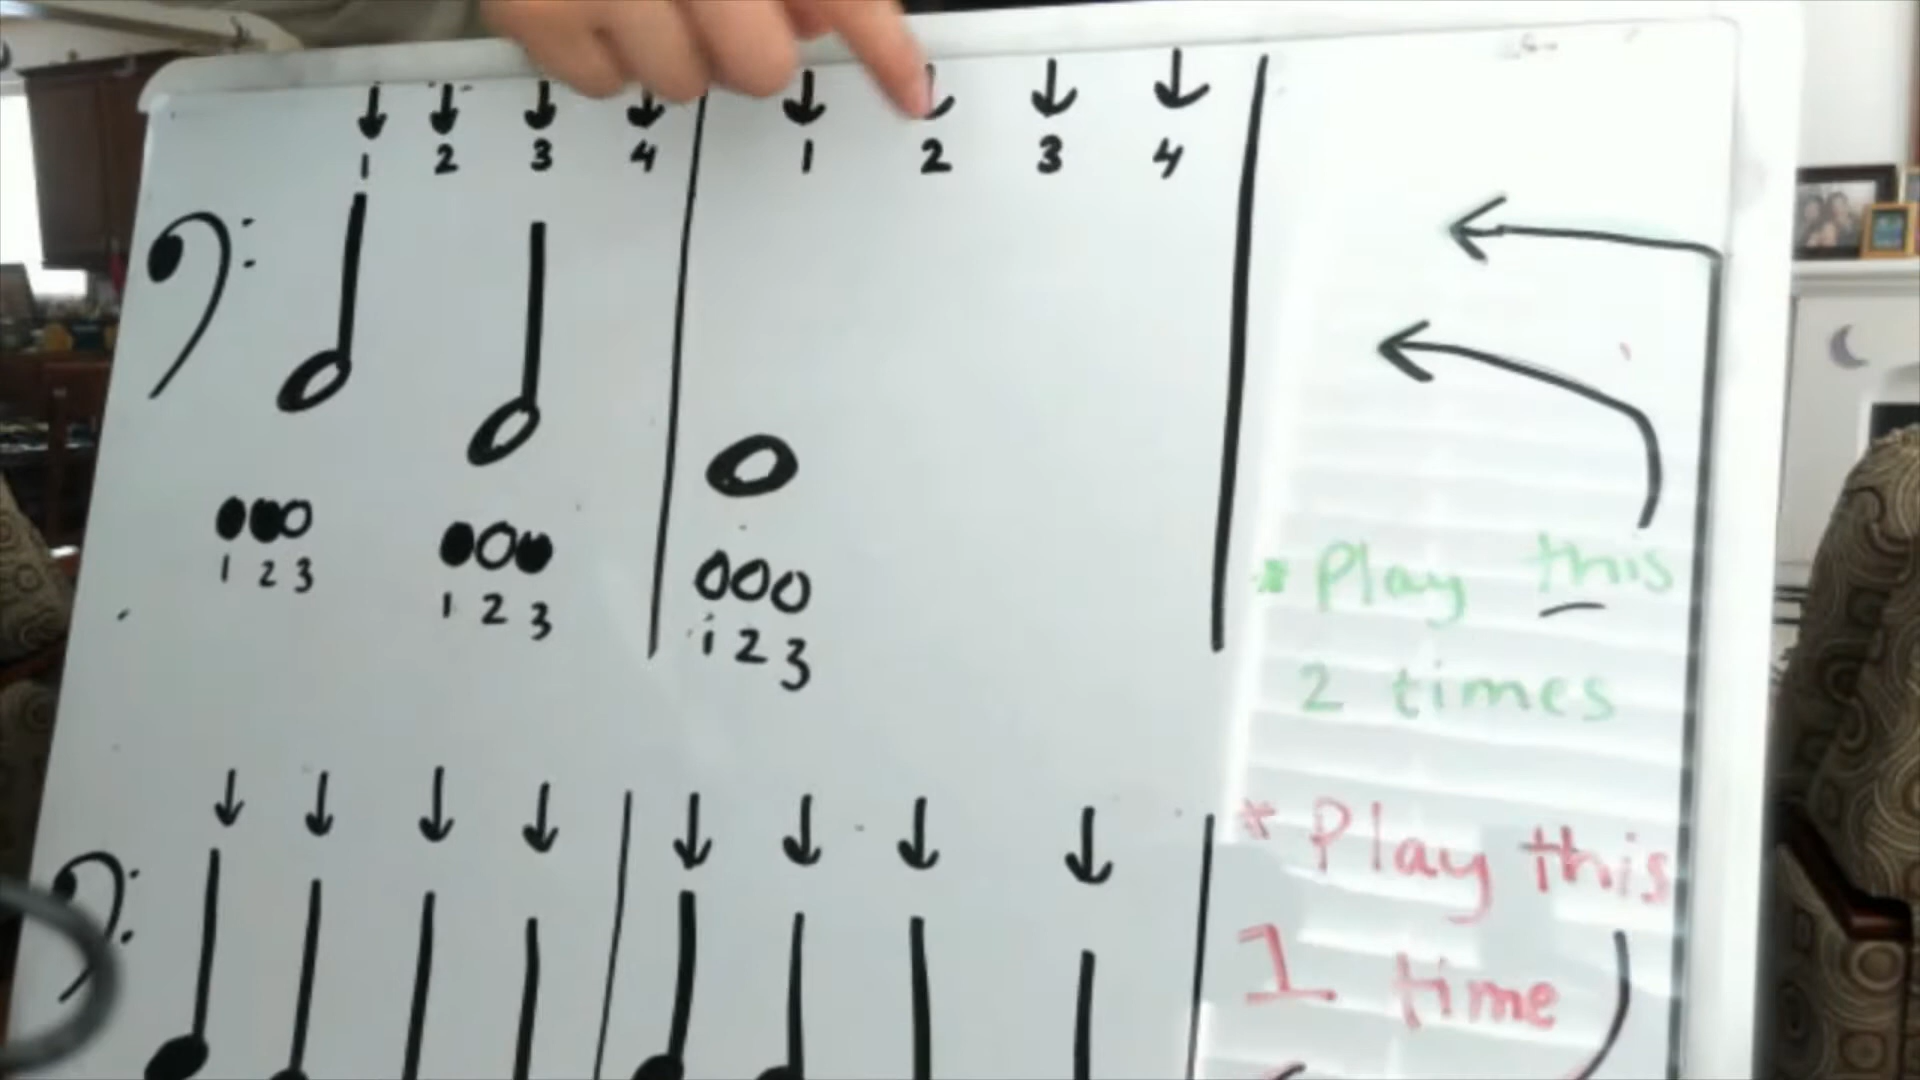 1 2 3 4 1 2 3 4
1 2 3
1 2 3
1 2 3
Play this
2 times
* Play this
1 time